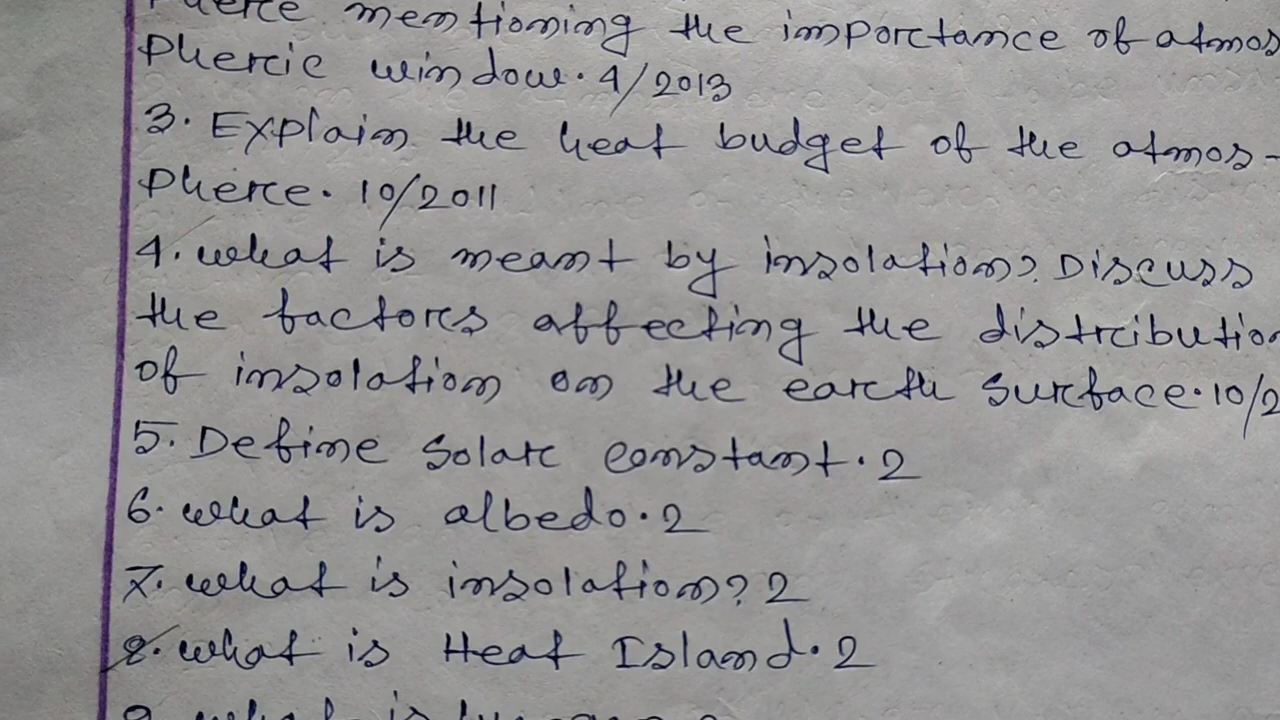 mentioning the importance of atmos
pheric window. 4/2013
3. Explain the heat budget of the atmos-
phere. 10/2011
4. what is meant by insolation? Discuss
the factors affecting the distribution
of insolation on the earth surface. 10/2
5. Define Solar constant. 2
6. what is albedo. 2
7. what is insolation? 2
8. what is Heat Island. 2